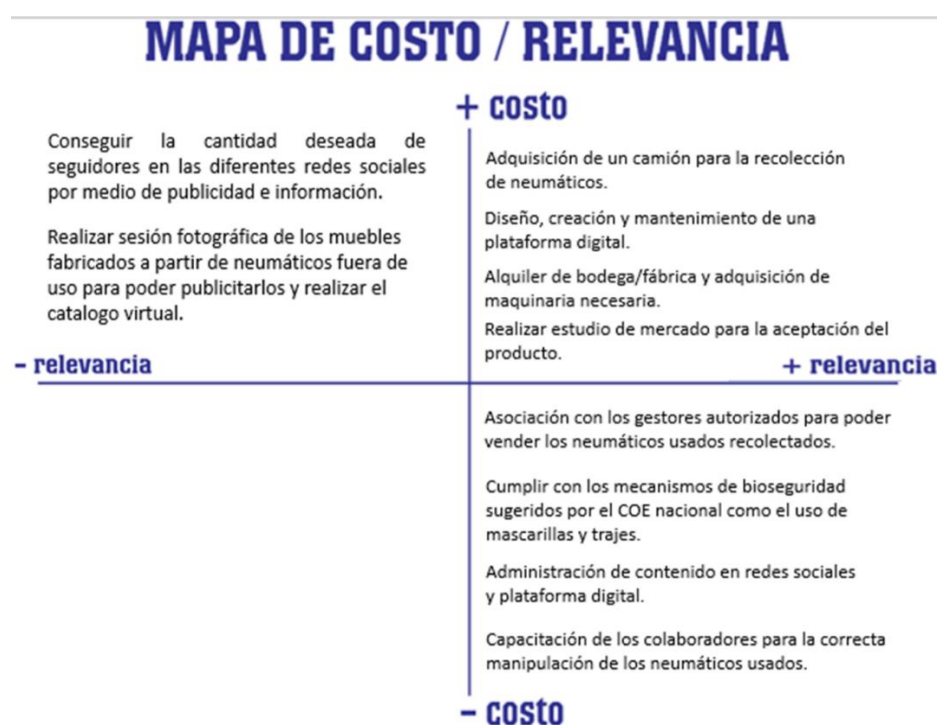 MAPA DE COSTO / RELEVANCIA
+ costo
Conseguir la cantidad deseada de
seguidores en las diferentes redes sociales
por medio de publicidad e información.
Realizar sesión fotográfica de los muebles
fabricados a partir de neumáticos fuera de
uso para poder publicitarlos y realizar el
catalogo virtual.
Adquisición de un camión para la recolección
de neumáticos.
Diseño, creación y mantenimiento de una
plataforma digital.
Alquiler de bodega/fábrica y adquisición de
maquinaria necesaria.
Realizar estudio de mercado para la aceptación del
producto.
- relevancia
+ relevancia
Asociación con los gestores autorizados para poder
vender los neumáticos usados recolectados.
Cumplir con los mecanismos de bioseguridad
sugeridos por el COE nacional como el uso de
mascarillas y trajes.
Administración de contenido en redes sociales
y plataforma digital.
Capacitación de los colaboradores para la correcta
manipulación de los neumáticos usados.
- costo